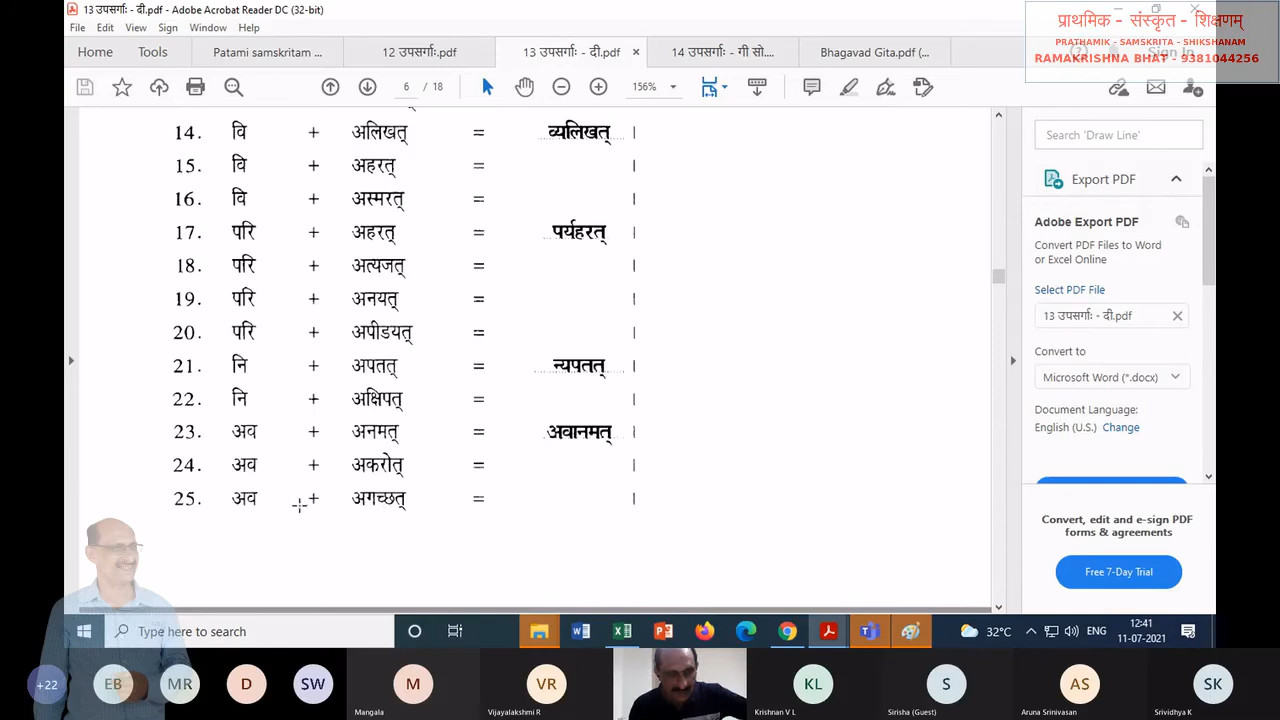 13 उपसर्गाः - दी.pdf - Adobe Acrobat Reader DC (32-bit)
File Edit View Sign Window Help
प्राथमिक - संस्कृत - शिक्षणम्
PRATHAMIK - SAMSKRITA - SHIKSHANAM
RAMAKRISHNA BHAT - 9381044256
Home Tools Patami samskritam ... 12 उपसर्गाः.pdf 13 उपसर्गाः - दी.pdf × 14 उपसर्गाः - गी सो.... Bhagavad Gita.pdf (... Sign In
6 / 18 156%
14. वि + अलिखत् = व्यलिखत् ।
15. वि + अहरत् = ।
16. वि + अस्मरत् = ।
17. परि + अहरत् = पर्यहरत् ।
18. परि + अत्यजत् = ।
19. परि + अनयत् = ।
20. परि + अपीडयत् = ।
21. नि + अपतत् = न्यपतत् ।
22. नि + अक्षिपत् = ।
23. अव + अनमत् = अवानमत् ।
24. अव + अकरोत् = ।
25. अव + अगच्छत् = ।
Search 'Draw Line'
Export PDF
Adobe Export PDF
Convert PDF Files to Word
or Excel Online
Select PDF File
13 उपसर्गाः - दी.pdf ×
Convert to
Microsoft Word (*.docx)
Document Language:
English (U.S.) Change
Convert, edit and e-sign PDF
forms & agreements
Free 7-Day Trial
Type here to search
32°C ENG 12:41
11-07-2021
+22 EB MR D SW M VR KL S AS SK
Mangala Vijayalakshmi R Krishnan V L Sirisha (Guest) Aruna Srinivasan Srividhya K